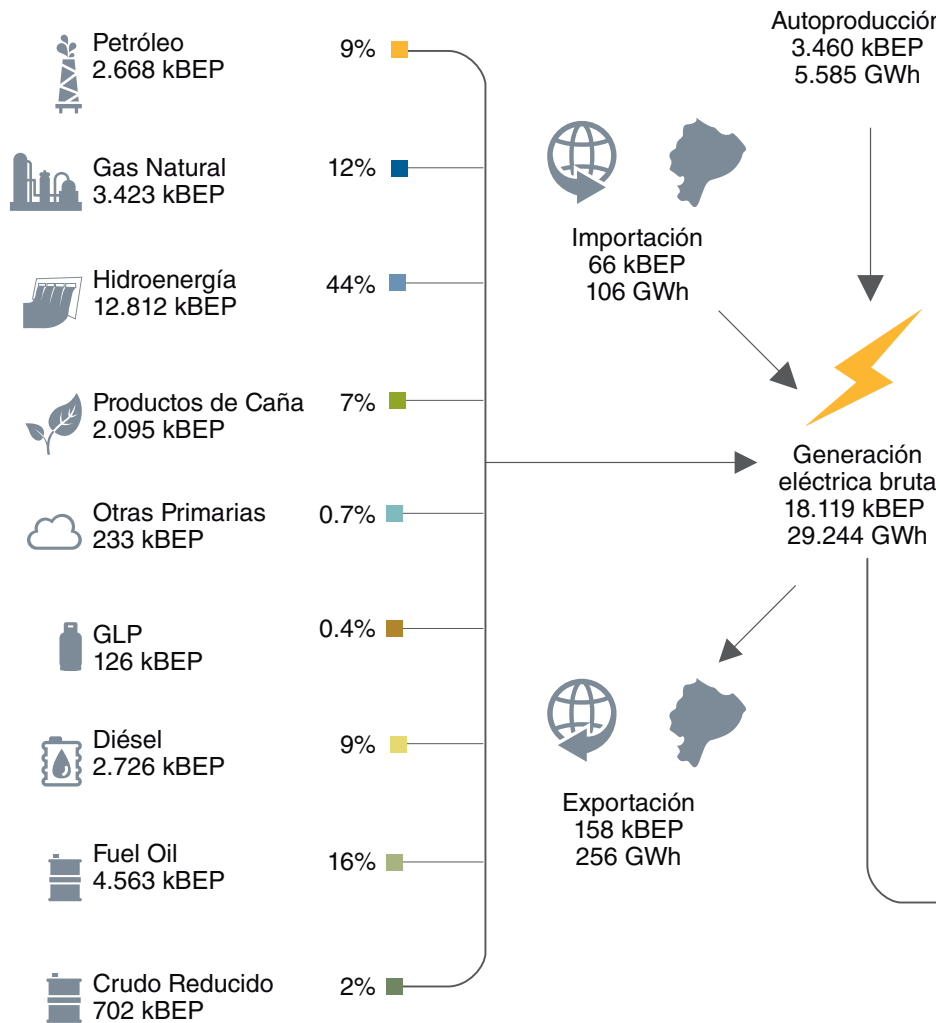 Petróleo
2.668 kBEP
9%
Gas Natural
3.423 kBEP
12%
Hidroenergía
12.812 kBEP
44%
Productos de Caña
2.095 kBEP
7%
Otras Primarias
233 kBEP
0.7%
GLP
126 kBEP
0.4%
Diésel
2.726 kBEP
9%
Fuel Oil
4.563 kBEP
16%
Crudo Reducido
702 kBEP
2%
Importación
66 kBEP
106 GWh
Exportación
158 kBEP
256 GWh
Autoproducción
3.460 kBEP
5.585 GWh
Generación
eléctrica bruta
18.119 kBEP
29.244 GWh